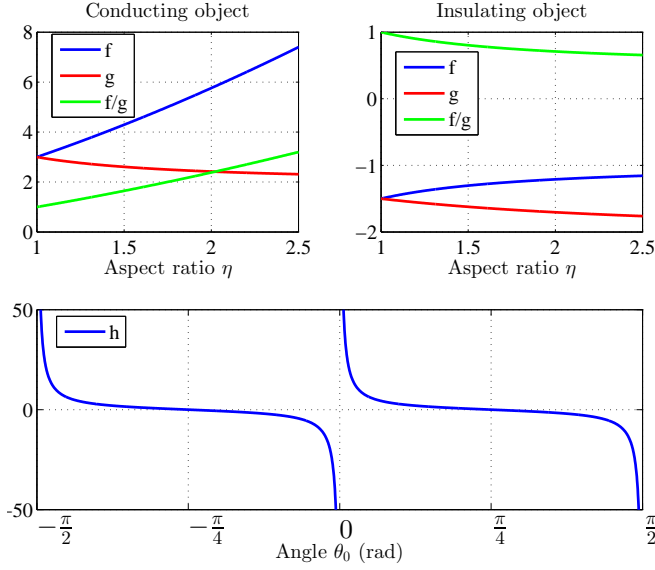 Conducting object
8
6
4
2
0
f
g
f/g
1 1.5 2 2.5
Aspect ratio η
Insulating object
1
0
−1
−2
f
g
f/g
1 1.5 2 2.5
Aspect ratio η
50
0
-50
h
−π/2 −π/4 0 π/4 π/2
Angle θ₀ (rad)